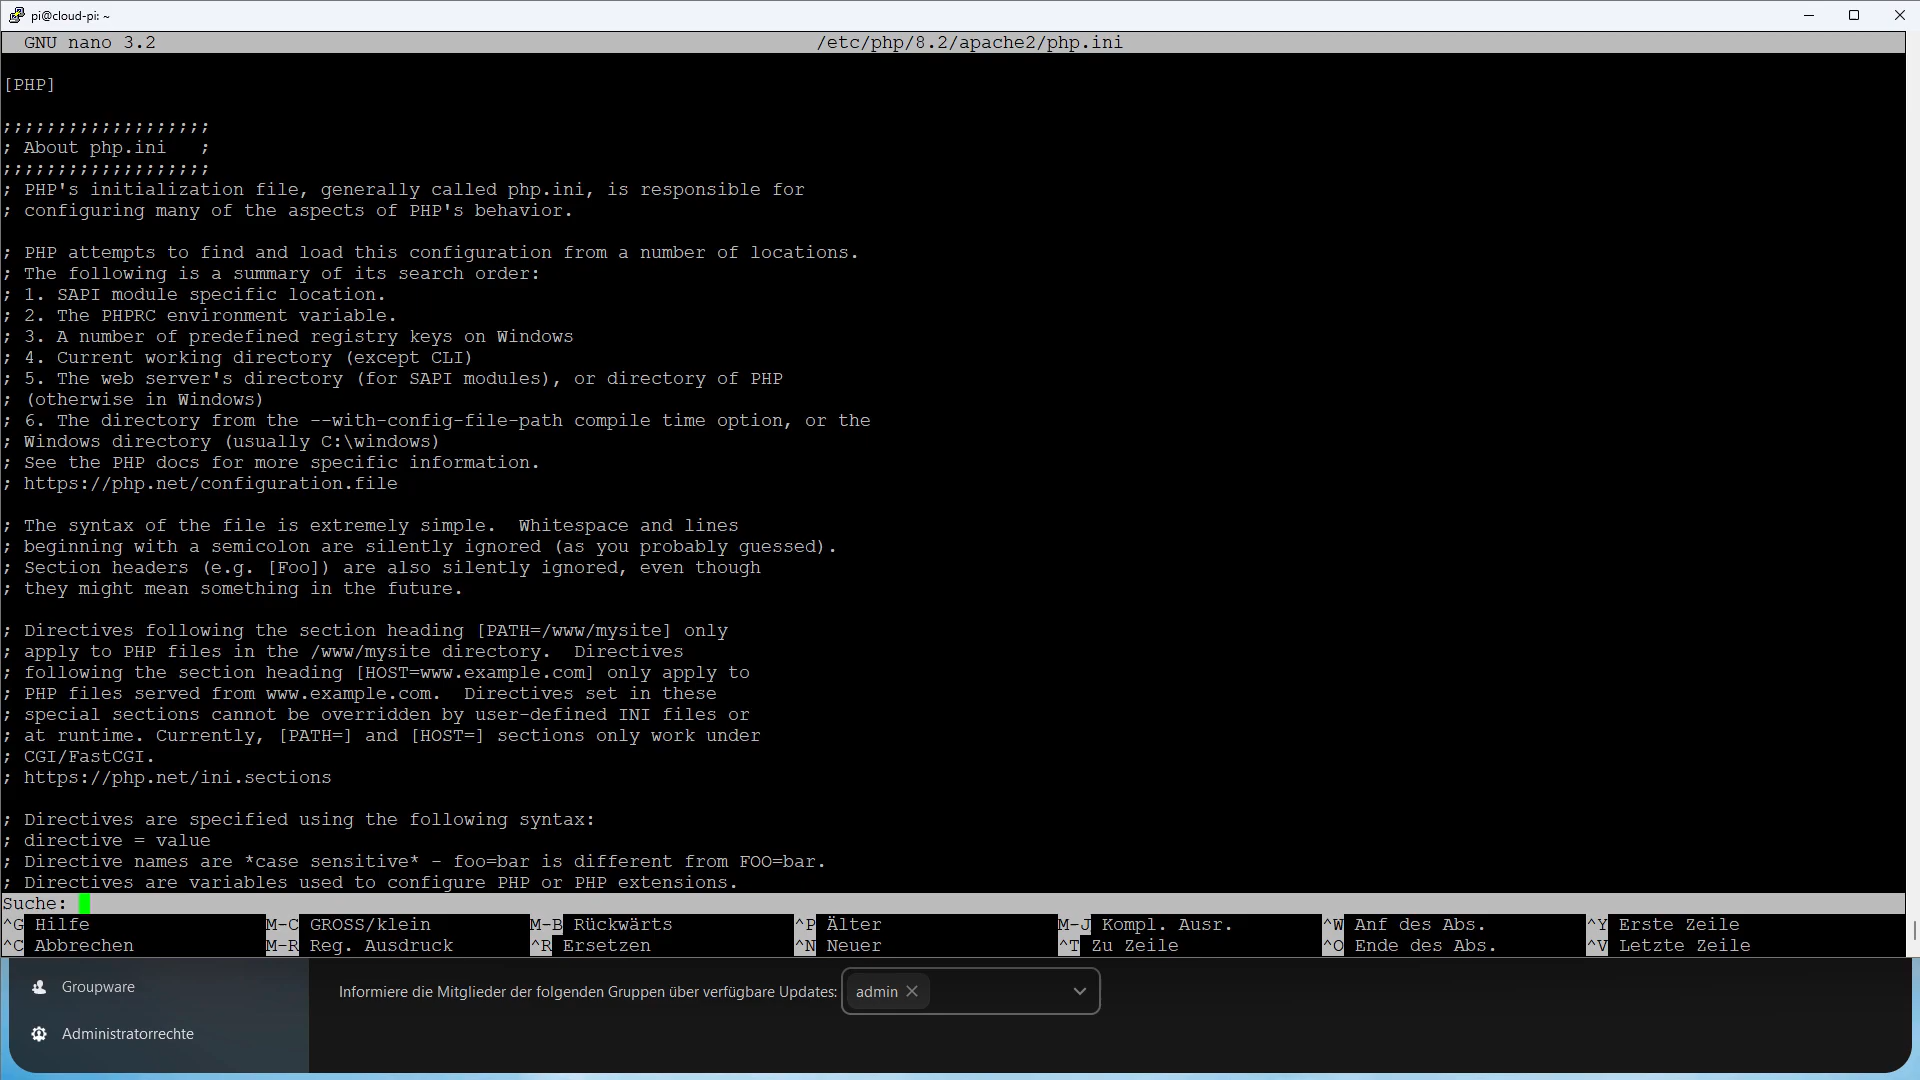 pi@cloud-pi: ~
GNU nano 3.2 /etc/php/8.2/apache2/php.ini
[PHP]
;;;;;;;;;;;;;;;;;;;
; About php.ini   ;
;;;;;;;;;;;;;;;;;;;
; PHP's initialization file, generally called php.ini, is responsible for
; configuring many of the aspects of PHP's behavior.
; PHP attempts to find and load this configuration from a number of locations.
; The following is a summary of its search order:
; 1. SAPI module specific location.
; 2. The PHPRC environment variable.
; 3. A number of predefined registry keys on Windows
; 4. Current working directory (except CLI)
; 5. The web server's directory (for SAPI modules), or directory of PHP
; (otherwise in Windows)
; 6. The directory from the --with-config-file-path compile time option, or the
; Windows directory (usually C:\windows)
; See the PHP docs for more specific information.
; https://php.net/configuration.file
; The syntax of the file is extremely simple.  Whitespace and lines
; beginning with a semicolon are silently ignored (as you probably guessed).
; Section headers (e.g. [Foo]) are also silently ignored, even though
; they might mean something in the future.
; Directives following the section heading [PATH=/www/mysite] only
; apply to PHP files in the /www/mysite directory.  Directives
; following the section heading [HOST=www.example.com] only apply to
; PHP files served from www.example.com.  Directives set in these
; special sections cannot be overridden by user-defined INI files or
; at runtime. Currently, [PATH=] and [HOST=] sections only work under
; CGI/FastCGI.
; https://php.net/ini.sections
; Directives are specified using the following syntax:
; directive = value
; Directive names are *case sensitive* - foo=bar is different from FOO=bar.
; Directives are variables used to configure PHP or PHP extensions.
Suche:
^G Hilfe M-C GROSS/klein M-B Rückwärts ^P Älter M-J Kompl. Ausr. ^W Anf des Abs. ^Y Erste Zeile
^C Abbrechen M-R Reg. Ausdruck ^R Ersetzen ^N Neuer ^T Zu Zeile ^O Ende des Abs. ^V Letzte Zeile
Groupware
Informiere die Mitglieder der folgenden Gruppen über verfügbare Updates: admin
Administratorrechte